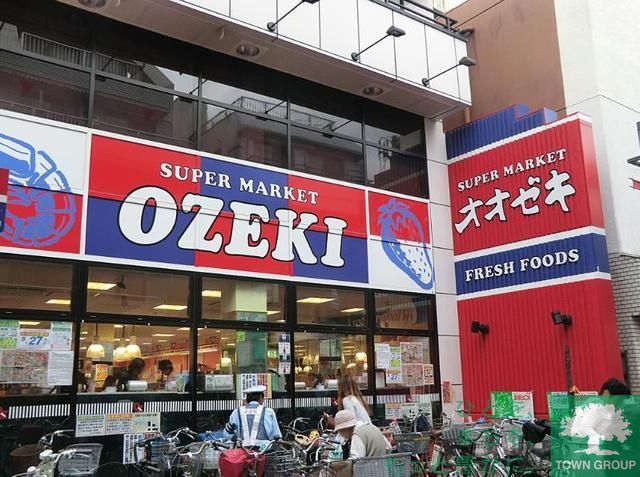 SUPER MARKET
OZEKI
SUPER MARKET
オオゼキ
FRESH FOODS
TOWN GROUP